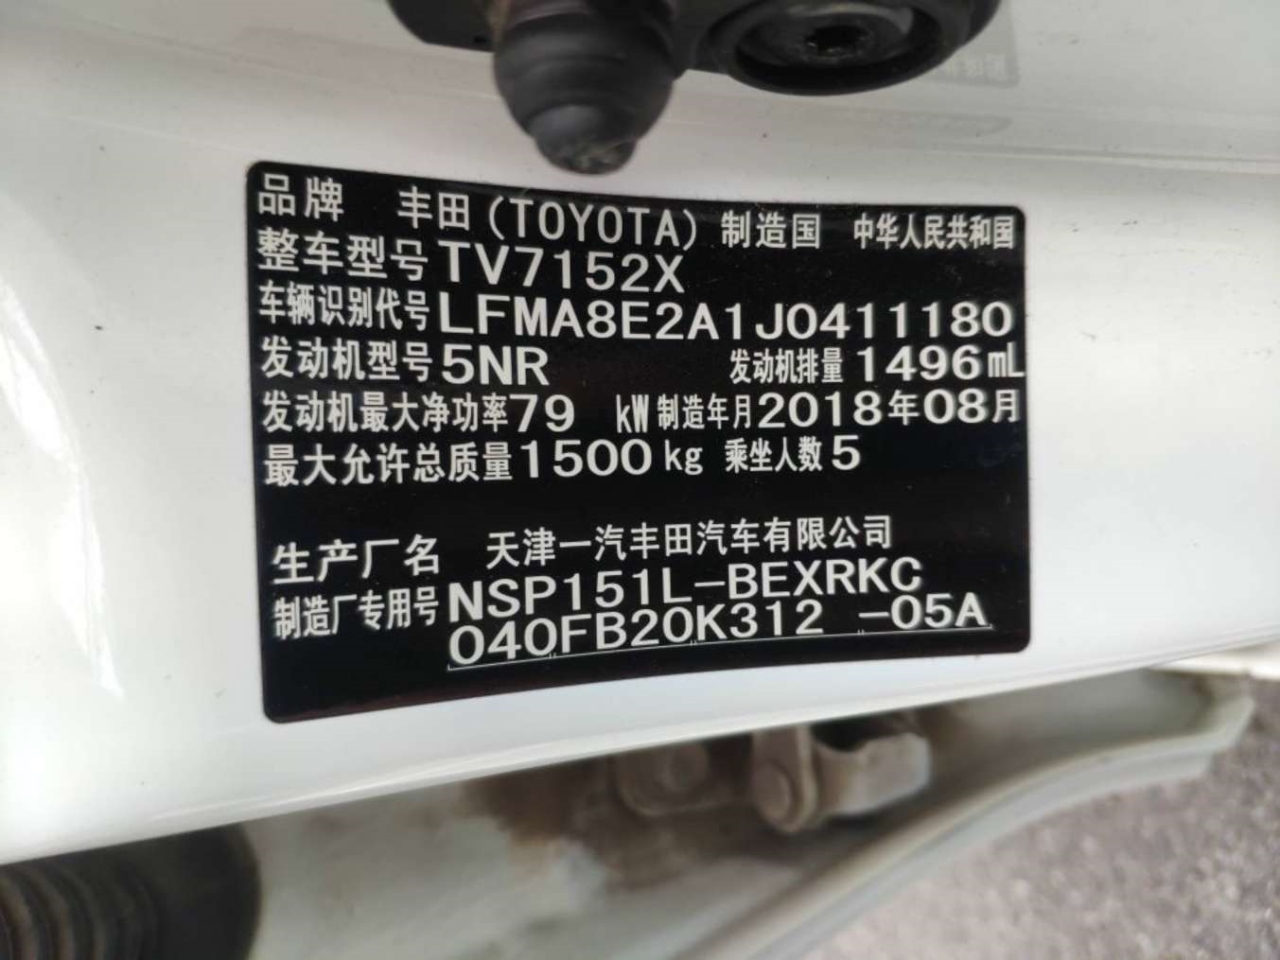 品牌 丰田(TOYOTA) 制造国 中华人民共和国
整车型号 TV7152X
车辆识别代号 LFMA8E2A1J0411180
发动机型号 5NR 发动机排量 1496mL
发动机最大净功率 79 kW 制造年月 2018年08月
最大允许总质量 1500 kg 乘坐人数 5
生产厂名 天津一汽丰田汽车有限公司
制造厂专用号 NSP151L-BEXRKC
040FB20K312 -05A